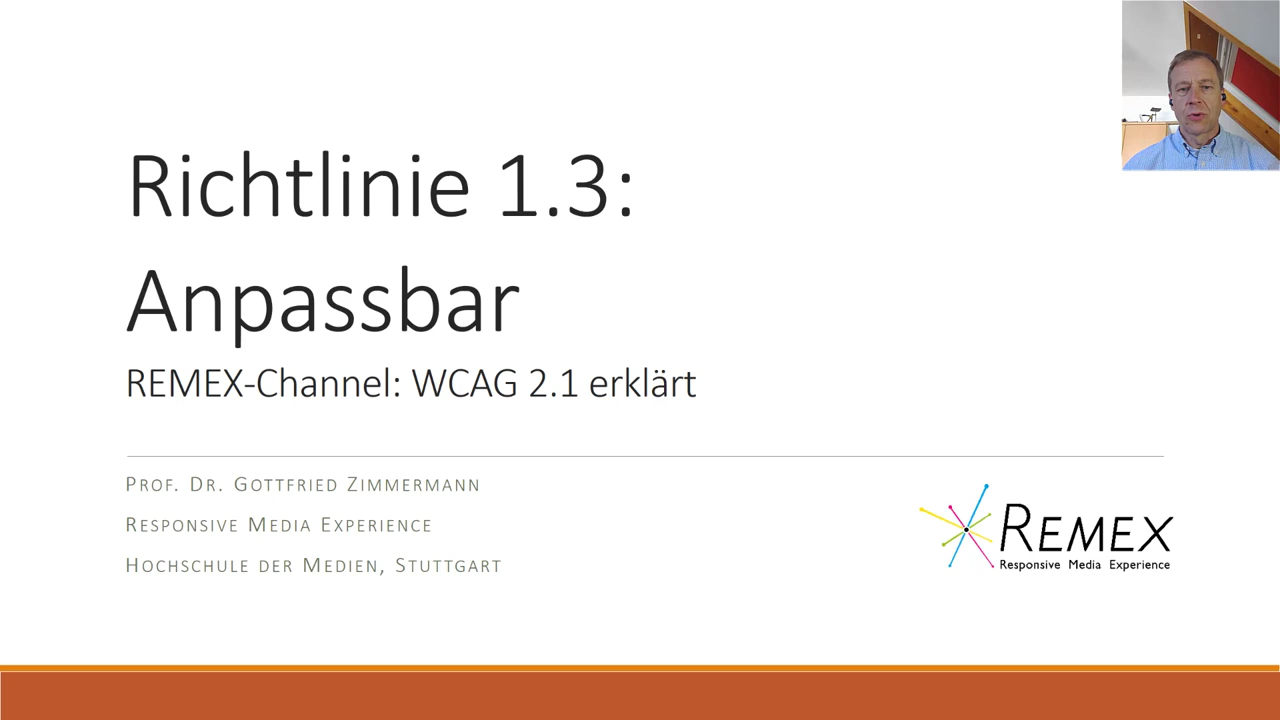 Richtlinie 1.3:
Anpassbar
REMEX-Channel: WCAG 2.1 erklärt
PROF. DR. GOTTFRIED ZIMMERMANN
RESPONSIVE MEDIA EXPERIENCE
HOCHSCHULE DER MEDIEN, STUTTGART
REMEX
Responsive Media Experience